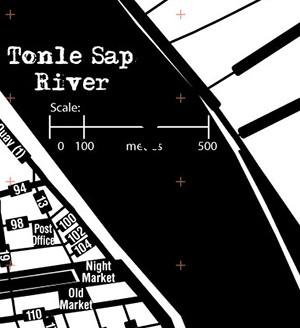 Tonle Sap
River
Scale:
0 100 500
Quay (1)
94
13
98
Post
Office
100
102
104
Night
Market
Old
Market
110